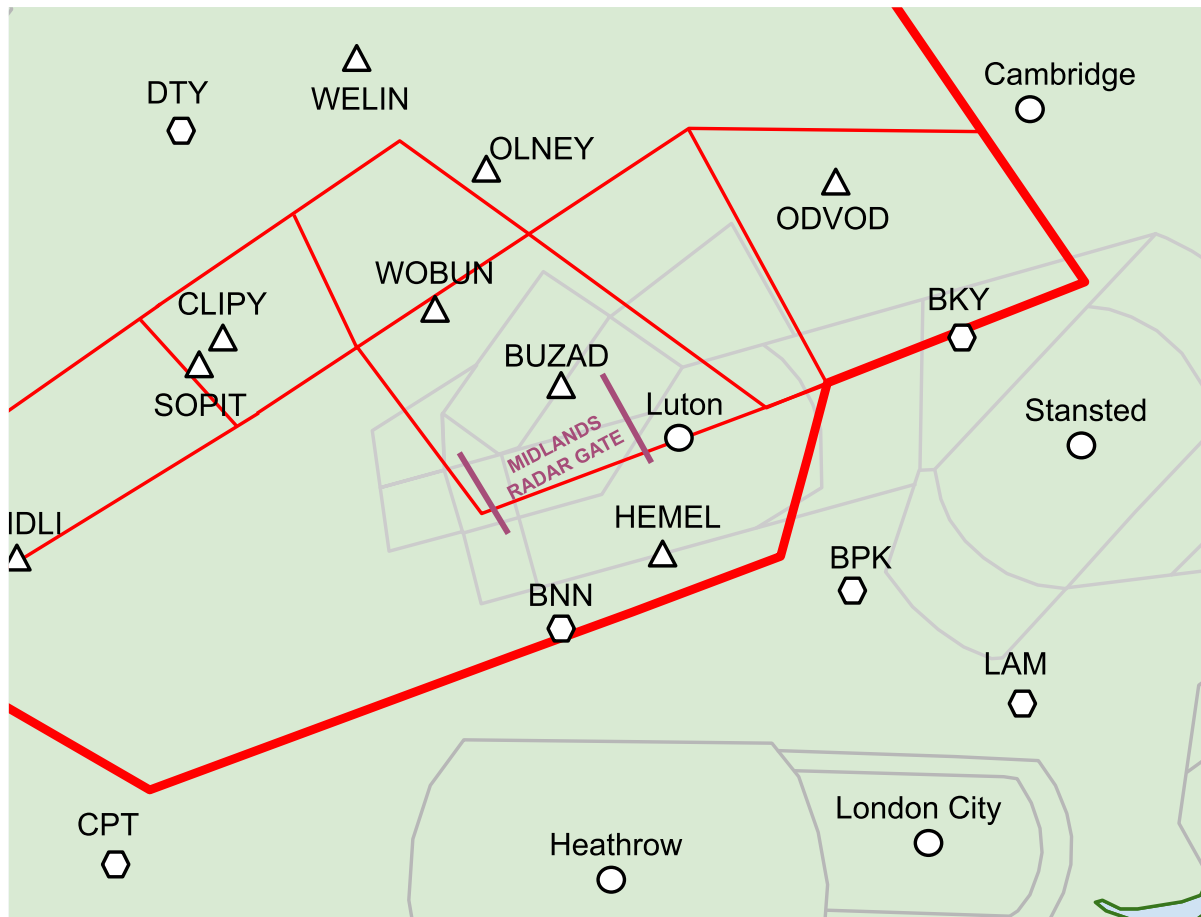 Cambridge
DTY
WELIN
OLNEY
ODVOD
WOBUN
CLIPY
BKY
BUZAD
SOPIT
Luton
Stansted
MIDLANDS
RADAR GATE
IDLI
HEMEL
BPK
BNN
LAM
CPT
London City
Heathrow